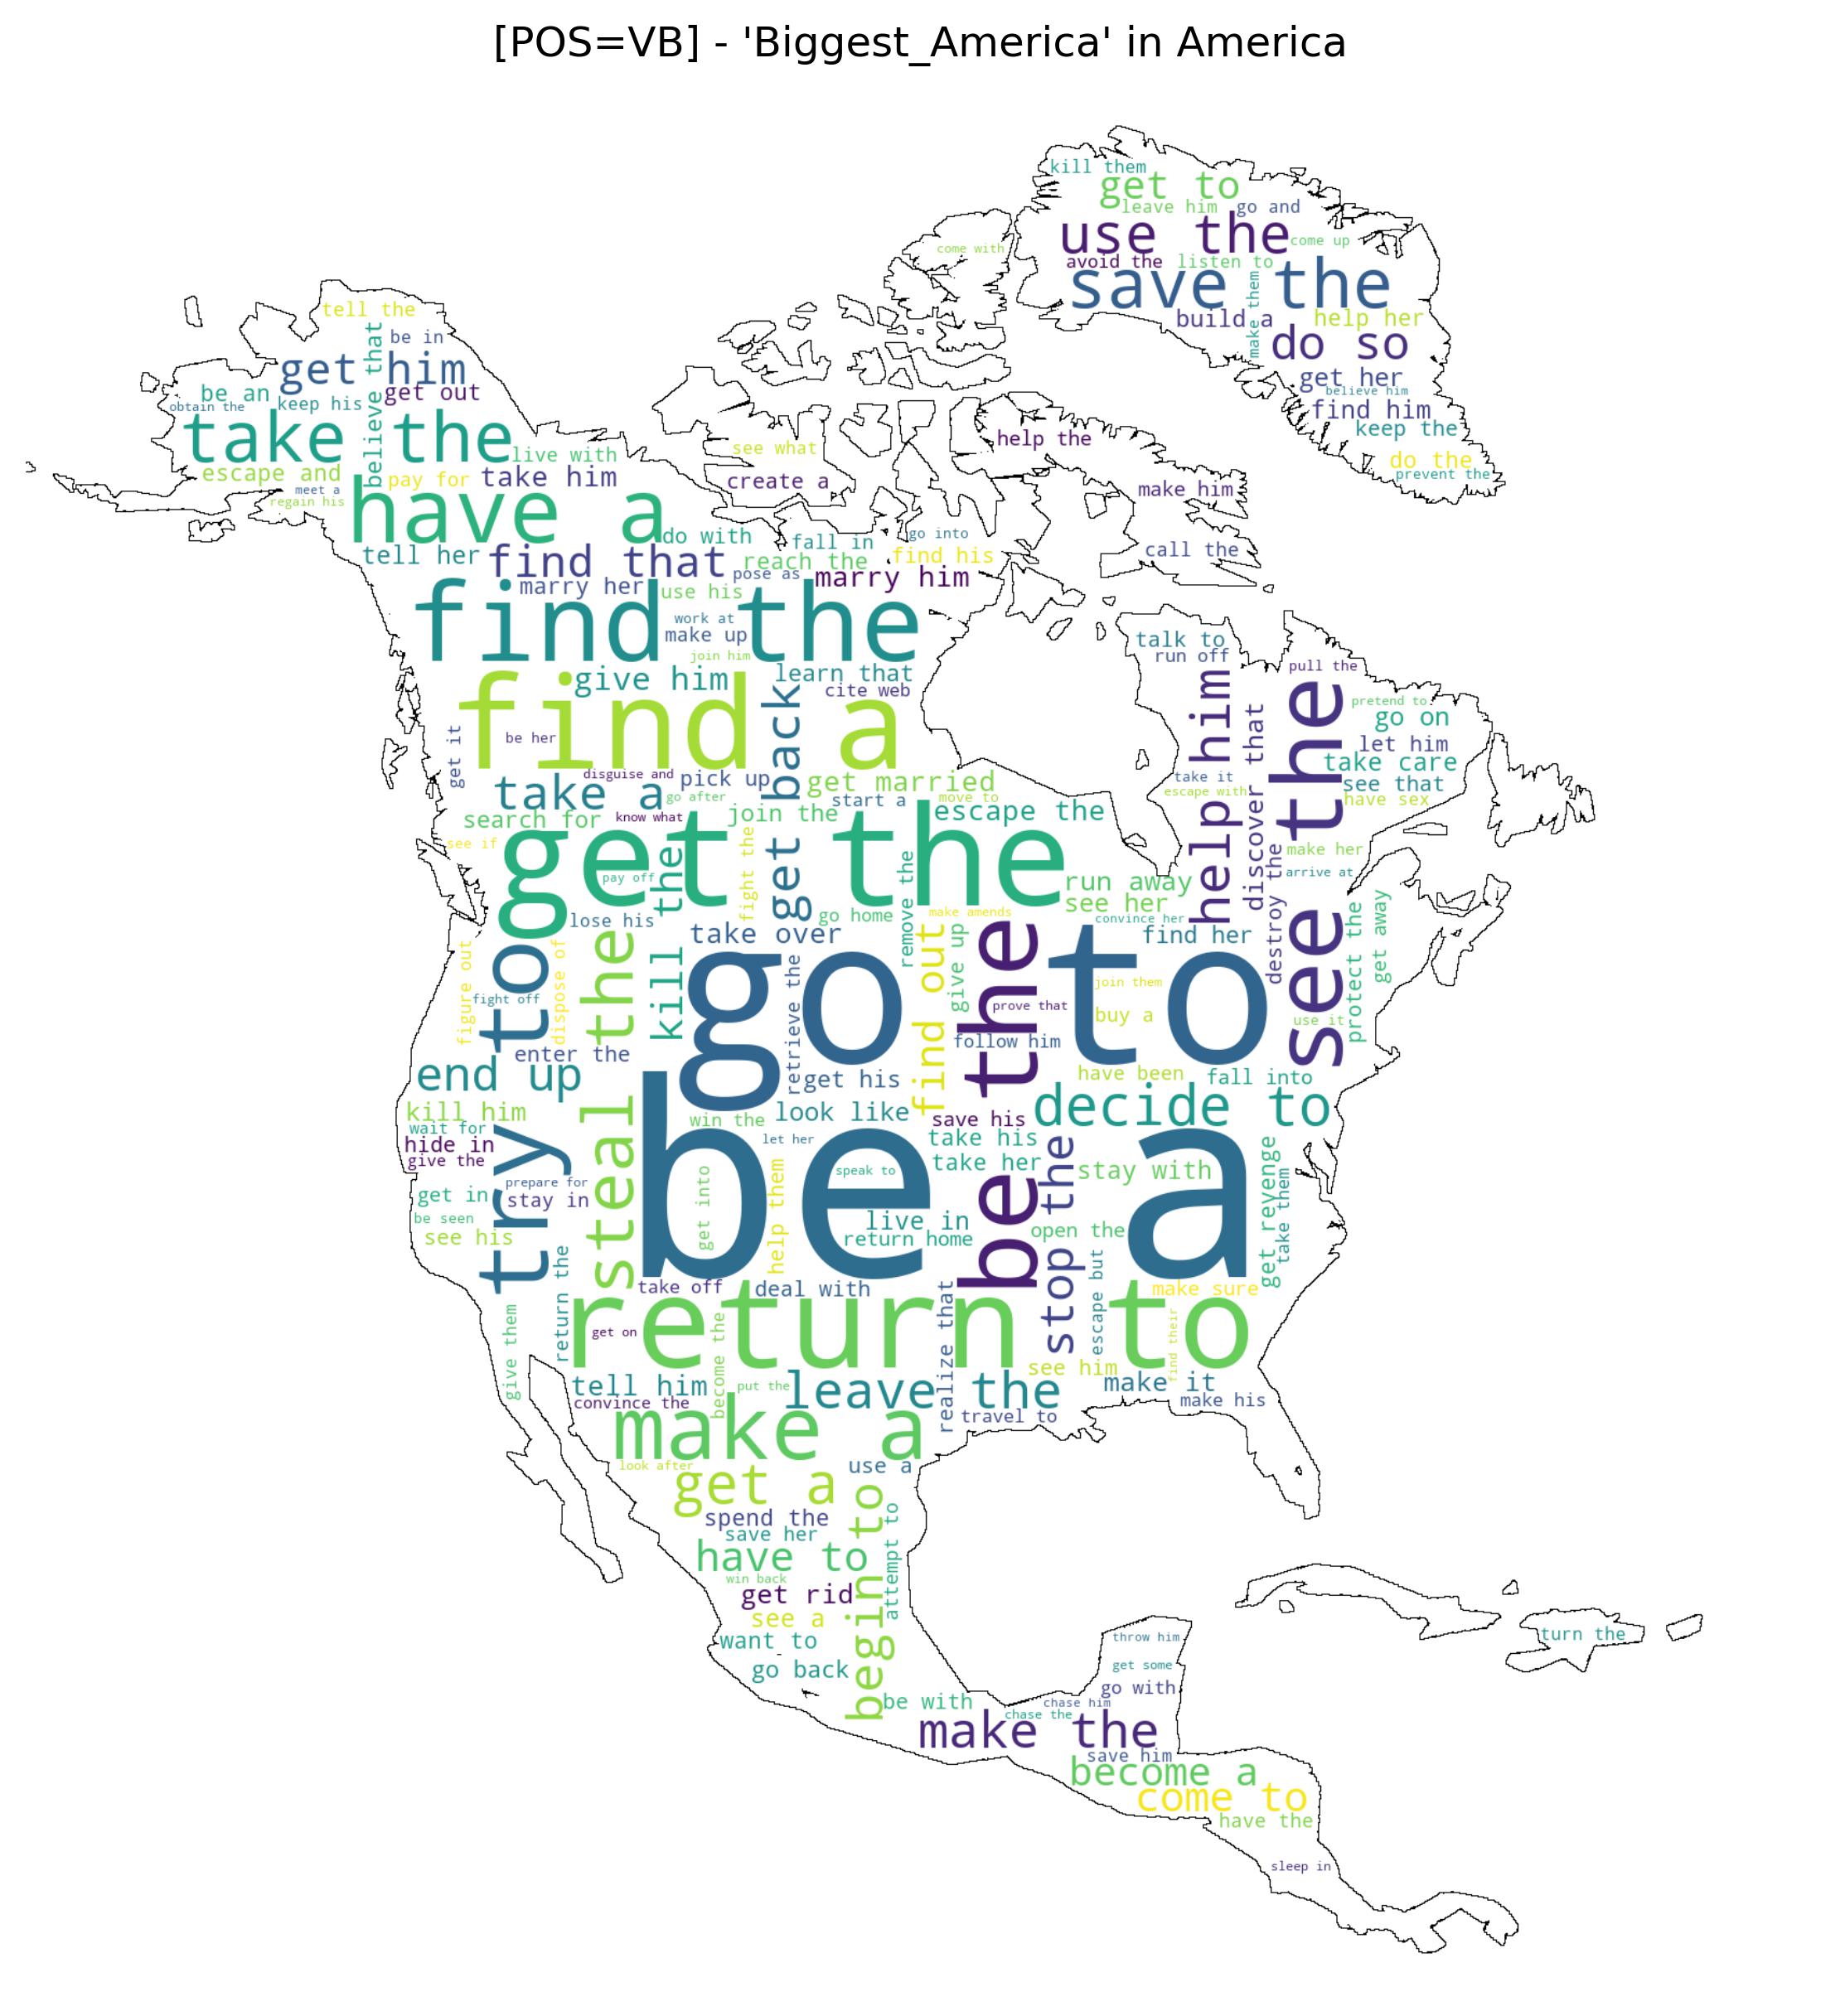 [POS=VB] - 'Biggest_America' in America
kill them
get to
leave him
go and
use the
come up
come with
avoid the
listen to
save the
make them
build a
help her
do so
get her
believe him
find him
keep the
do the
prevent the
tell the
believe that
be in
get him
be an
get out
obtain the
keep his
take the
live with
escape and
pay for
take him
meet a
regain his
have a
see what
create a
help the
make him
call the
do with
fall in
go into
tell her
find that
reach the
find his
marry her
pose as
marry him
use his
find the
work at
make up
join him
give him
learn that
cite web
find a
get back
get it
be her
disguise and
pick up
get married
take a
go after
start a
move to
search for
know what
join the
escape the
talk to
run off
pull the
help him
discover that
see the
pretend to
go on
let him
take care
take it
see that
escape with
have sex
make her
arrive at
see if
get the
pay off
kill the
fight the
remove the
run away
see her
lose his
go home
make amends
convince her
take over
find her
destroy the
protect the
get away
figure out
try to
dispose of
steal the
fight off
go to
retrieve the
find out
give up
be the
prove that
join them
buy a
use it
follow him
enter the
get his
have been
fall into
end up
decide to
kill him
win the
look like
save his
wait for
let her
take his
hide in
give the
take her
speak to
stay with
be a
prepare for
get in
stay in
get into
help them
live in
return home
open the
get revenge
take them
be seen
see his
stop the
escape but
return the
take off
deal with
make sure
return to
give them
get on
become the
realize that
find their
see him
tell him
put the
leave the
make it
convince the
make a
travel to
make his
look after
get a
use a
begin to
spend the
save her
attempt to
have to
win back
get rid
see a
want to
go back
turn the
throw him
get some
go with
be with
chase him
chase the
make the
save him
become a
come to
have the
sleep in